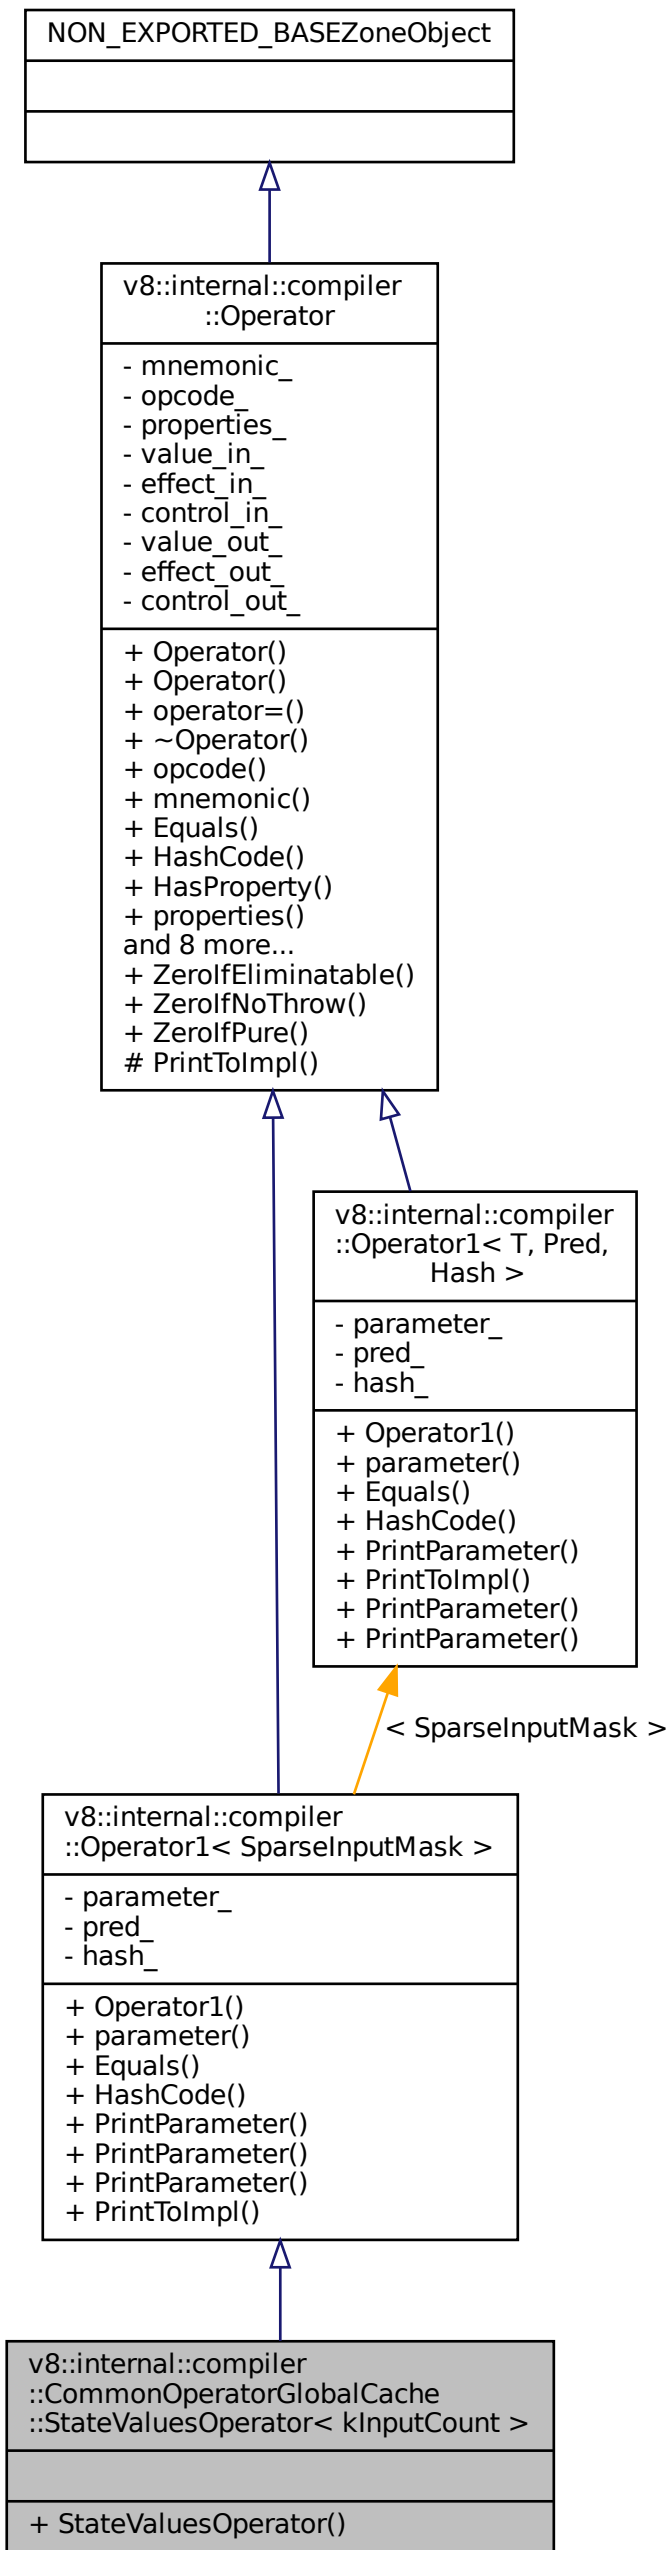 NON_EXPORTED_BASEZoneObject
v8::internal::compiler
::Operator
- mnemonic_
- opcode_
- properties_
- value_in_
- effect_in_
- control_in_
- value_out_
- effect_out_
- control_out_
+ Operator()
+ Operator()
+ operator=()
+ ~Operator()
+ opcode()
+ mnemonic()
+ Equals()
+ HashCode()
+ HasProperty()
+ properties()
and 8 more...
+ ZeroIfEliminatable()
+ ZeroIfNoThrow()
+ ZeroIfPure()
# PrintToImpl()
v8::internal::compiler
::Operator1< T, Pred,
Hash >
- parameter_
- pred_
- hash_
+ Operator1()
+ parameter()
+ Equals()
+ HashCode()
+ PrintParameter()
+ PrintToImpl()
+ PrintParameter()
+ PrintParameter()
< SparseInputMask >
v8::internal::compiler
::Operator1< SparseInputMask >
- parameter_
- pred_
- hash_
+ Operator1()
+ parameter()
+ Equals()
+ HashCode()
+ PrintParameter()
+ PrintParameter()
+ PrintParameter()
+ PrintToImpl()
v8::internal::compiler
::CommonOperatorGlobalCache
::StateValuesOperator< kInputCount >
+ StateValuesOperator()